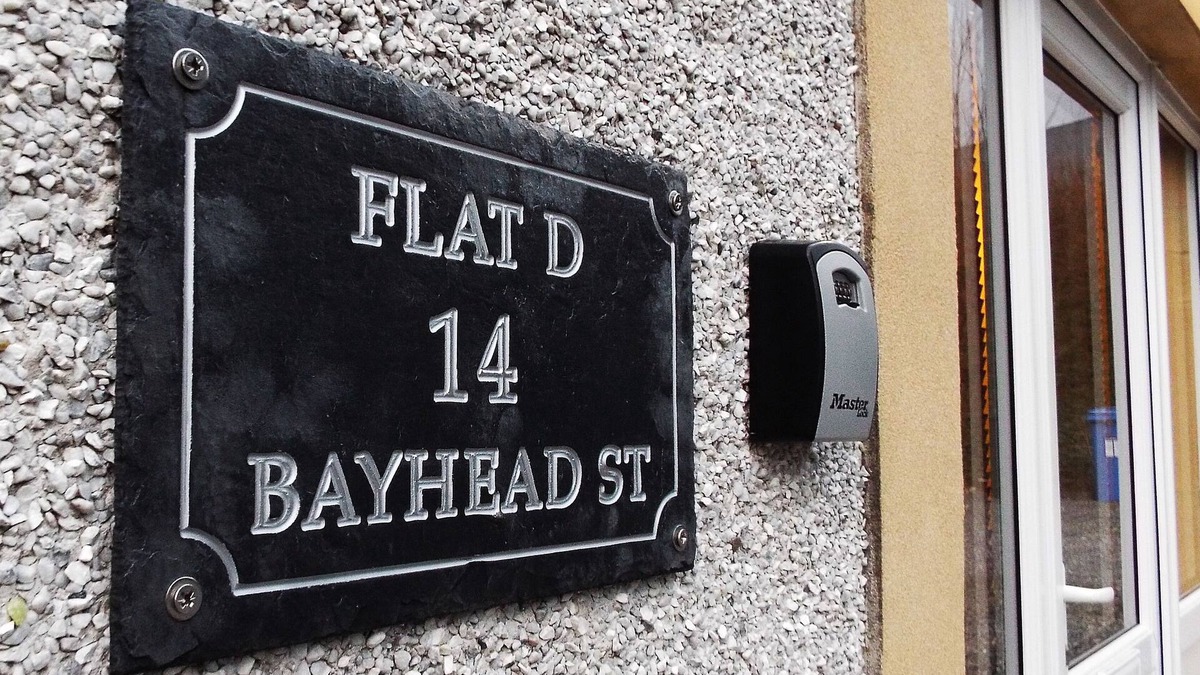 FLAT D
14
BAYHEAD ST
Master
Lock